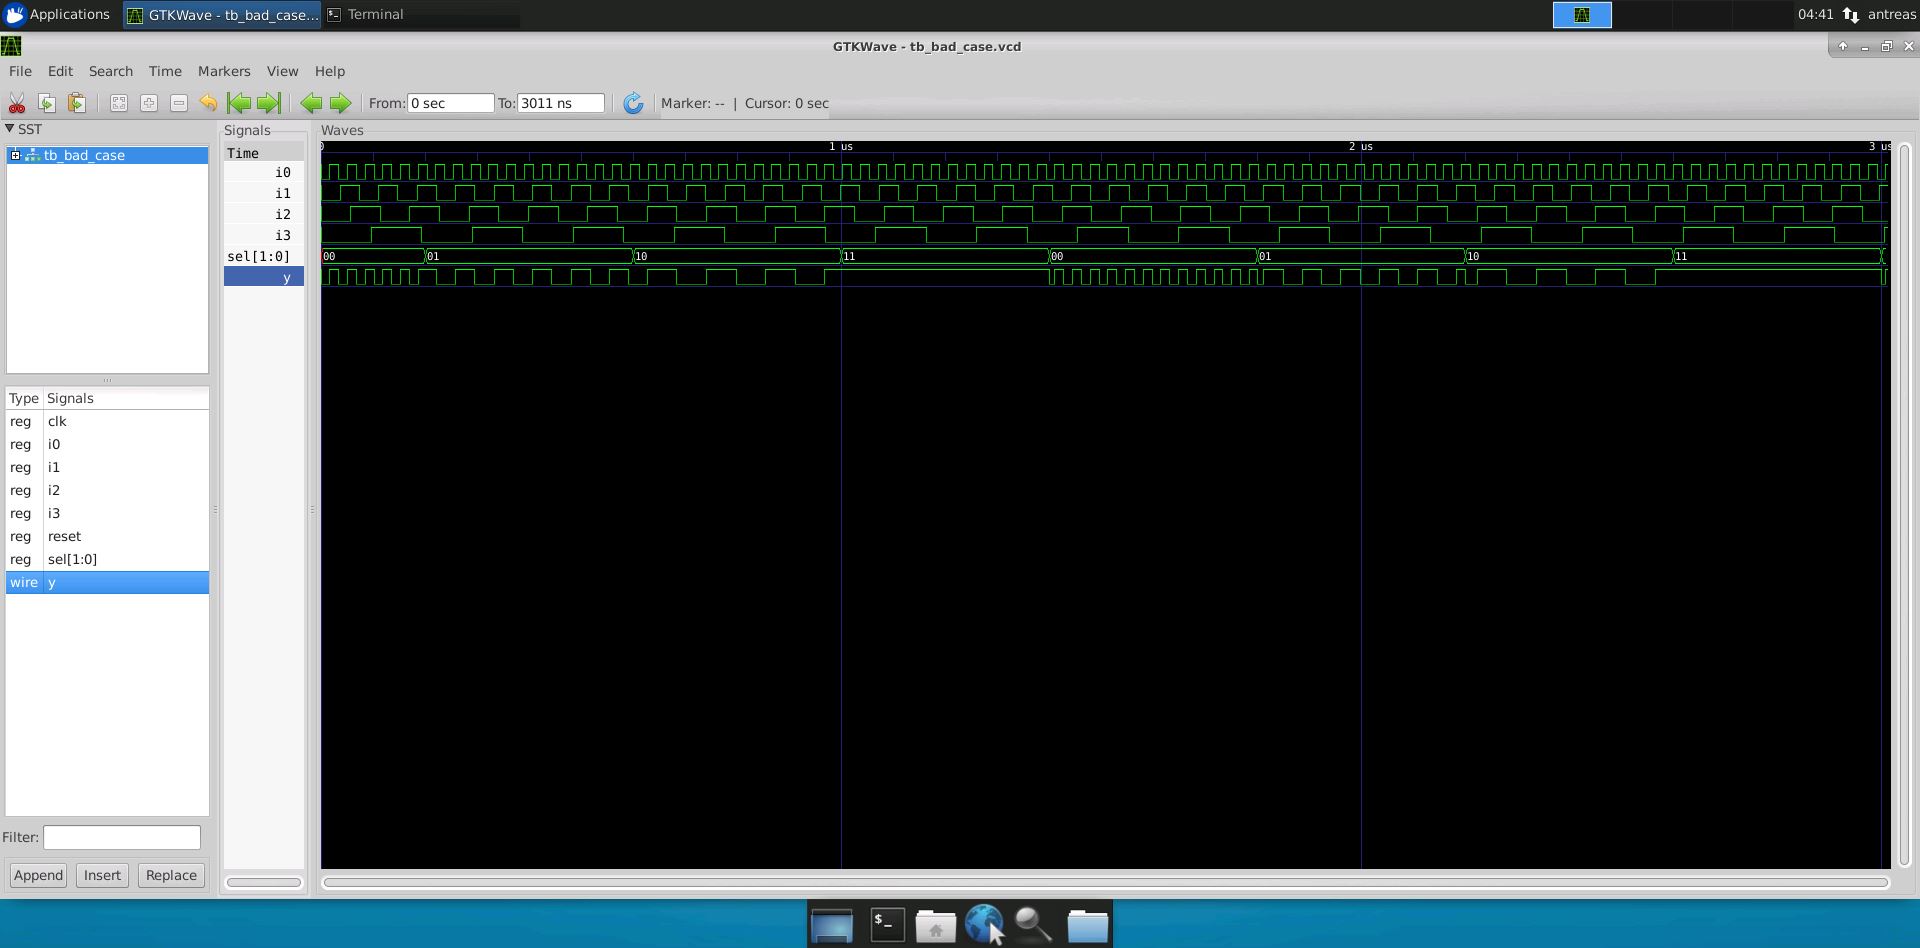 Applications GTKWave - tb_bad_case... Terminal 04:41 antreas
GTKWave - tb_bad_case.vcd
File Edit Search Time Markers View Help
From: 0 sec To: 3011 ns Marker: -- | Cursor: 0 sec
SST
tb_bad_case
Type Signals
reg clk
reg i0
reg i1
reg i2
reg i3
reg reset
reg sel[1:0]
wire y
Filter:
Append Insert Replace
Signals
Time
i0
i1
i2
i3
sel[1:0]
y
Waves
0 1 us 2 us 3 us
00 01 10 11 00 01 10 11
$_